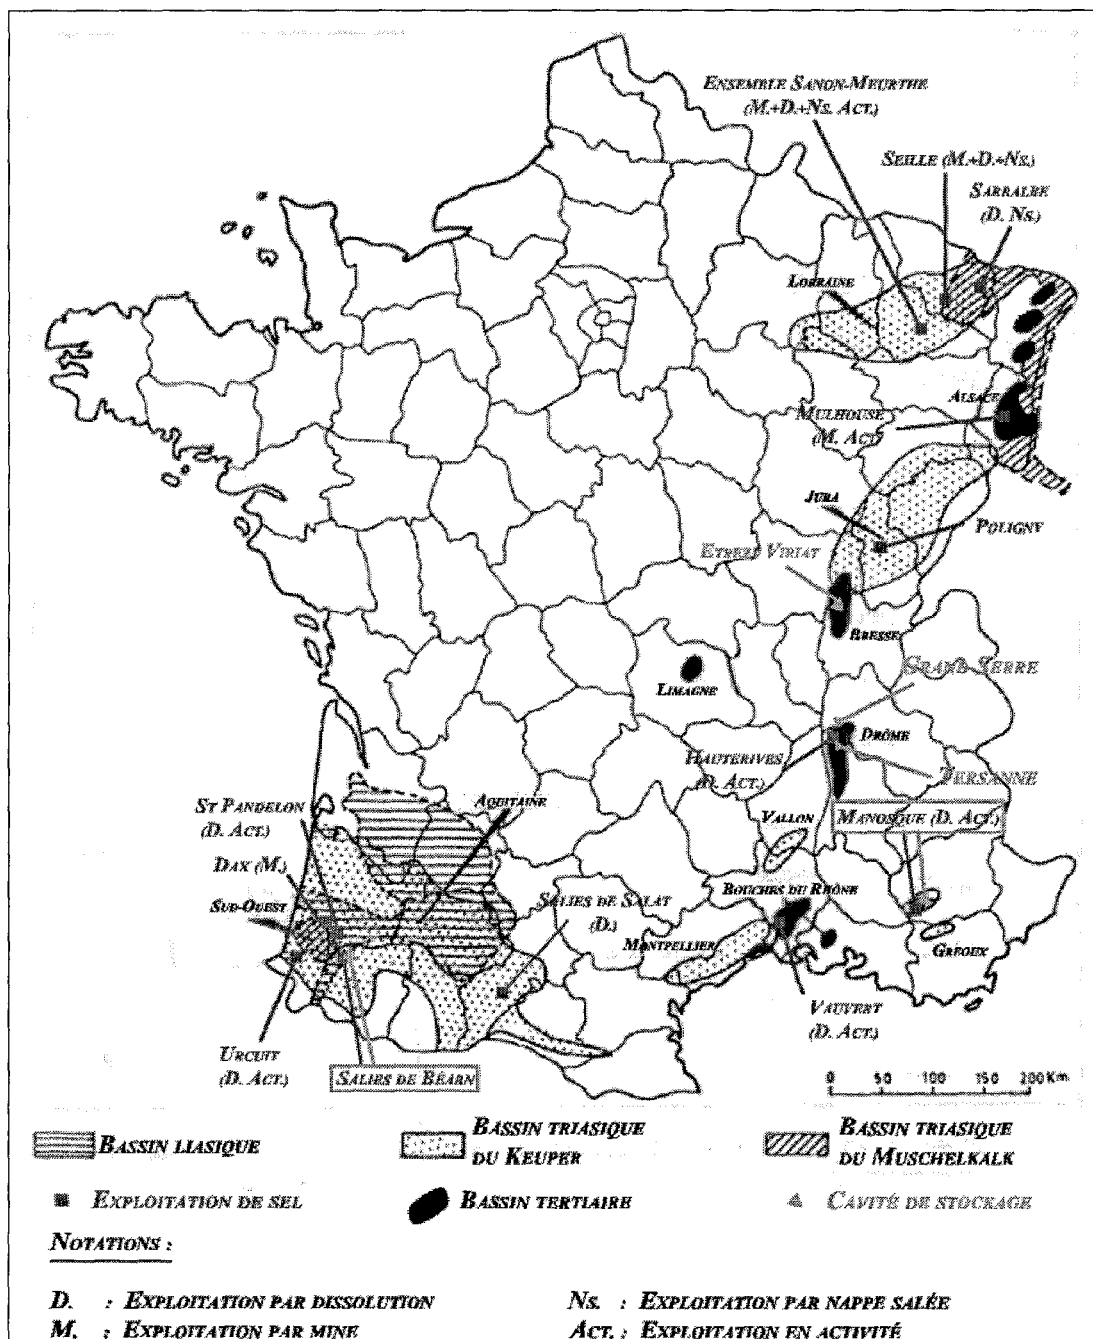 ENSEMBLE SANON-MEURTHE
(M.+D.+NS. ACT.)
SEILLE (M.+D.+NS.)
SARRALBE
(D. NS.)
LORRAINE
ALSACE
MULHOUSE
(M. ACT)
JURA
POLIGNY
ETREZ VIRIAT
BRESSE
GRAND SERRE
LIMAGNE
DRÔME
HAUTERIVES
(D. ACT.)
TERSANNE
ST PANDELON
(D. ACT.)
AQUITAINE
VALLON
MANOSQUE (D. ACT.)
DAX (M.)
SALIES DE SALAT
(D.)
BOUCHES DU RHÔNE
SUD-OUEST
MONTPELLIER
GRÉOUX
VAUVERT
(D. ACT.)
URCUIT
(D. ACT.)
SALIES DE BÉARN
0 50 100 150 200 KM
BASSIN LIASIQUE
BASSIN TRIASIQUE
DU KEUPER
BASSIN TRIASIQUE
DU MUSCHELKALK
EXPLOITATION DE SEL
BASSIN TERTIAIRE
CAVITÉ DE STOCKAGE
NOTATIONS :
D. : EXPLOITATION PAR DISSOLUTION
NS. : EXPLOITATION PAR NAPPE SALÉE
M. : EXPLOITATION PAR MINE
ACT. : EXPLOITATION EN ACTIVITÉ